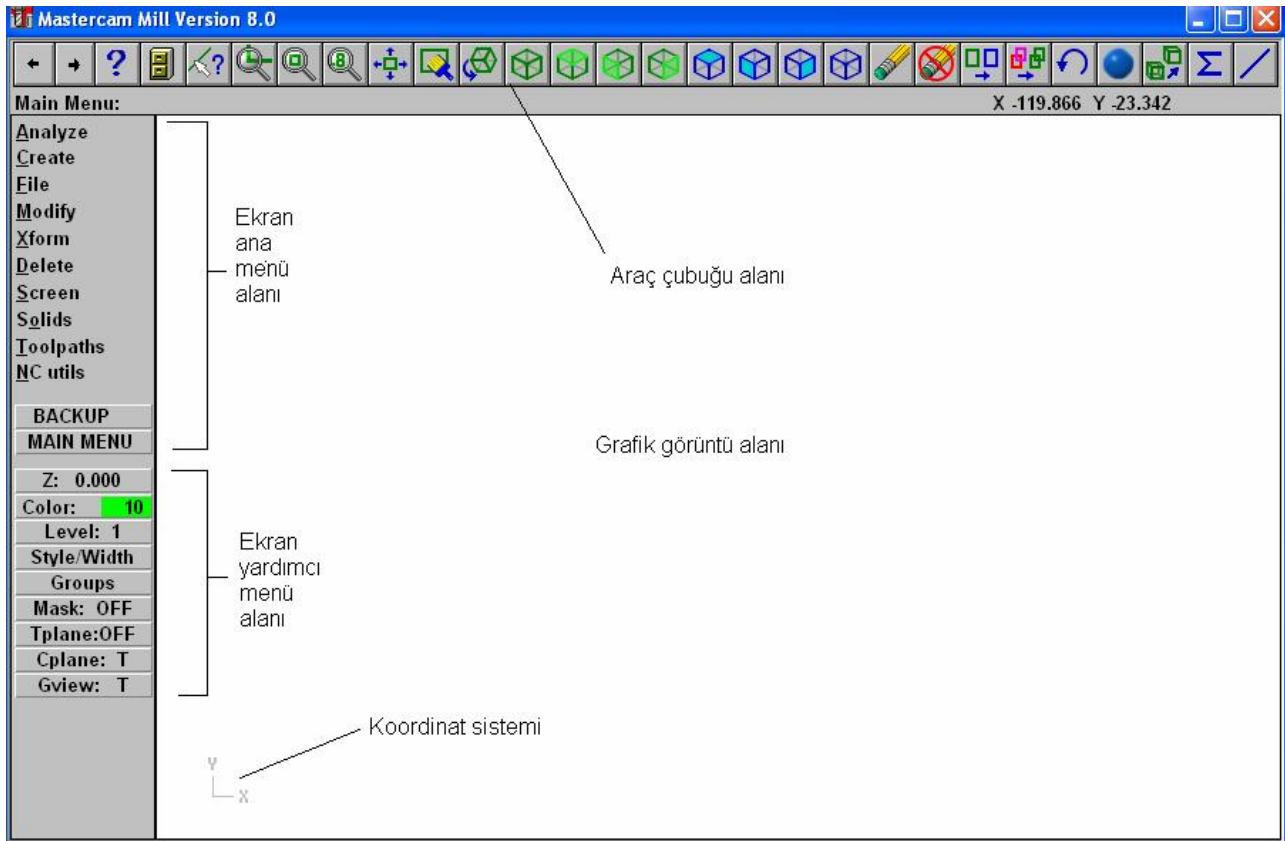 Mastercam Mill Version 8.0
Main Menu:
X -119.866 Y -23.342
Analyze
Create
File
Modify
Xform
Delete
Screen
Solids
Toolpaths
NC utils
BACKUP
MAIN MENU
Z: 0.000
Color: 10
Level: 1
Style/Width
Groups
Mask: OFF
Tplane:OFF
Cplane: T
Gview: T
Ekran
ana
menü
alanı
Araç çubuğu alanı
Grafik görüntü alanı
Ekran
yardımcı
menü
alanı
Koordinat sistemi
Y
X